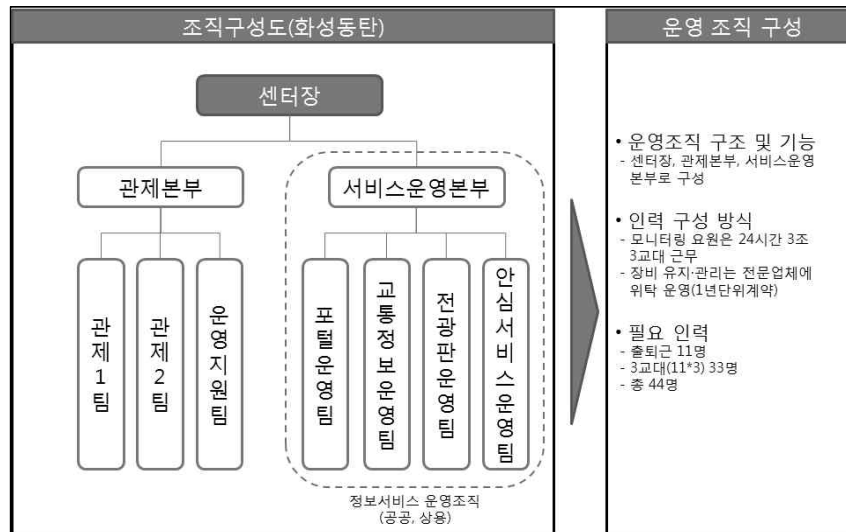 조직구성도(화성동탄)
센터장
관제본부
서비스운영본부
관제1팀
관제2팀
운영지원팀
포털운영팀
교통정보운영팀
전광판운영팀
안심서비스운영팀
정보서비스 운영조직
(공공, 상용)
운영 조직 구성
• 운영조직 구조 및 기능
- 센터장, 관제본부, 서비스운영
본부로 구성
• 인력 구성 방식
- 모니터링 요원은 24시간 3조
3교대 근무
- 장비 유지·관리는 전문업체에
위탁 운영(1년단위계약)
• 필요 인력
- 출퇴근 11명
- 3교대(11*3) 33명
- 총 44명